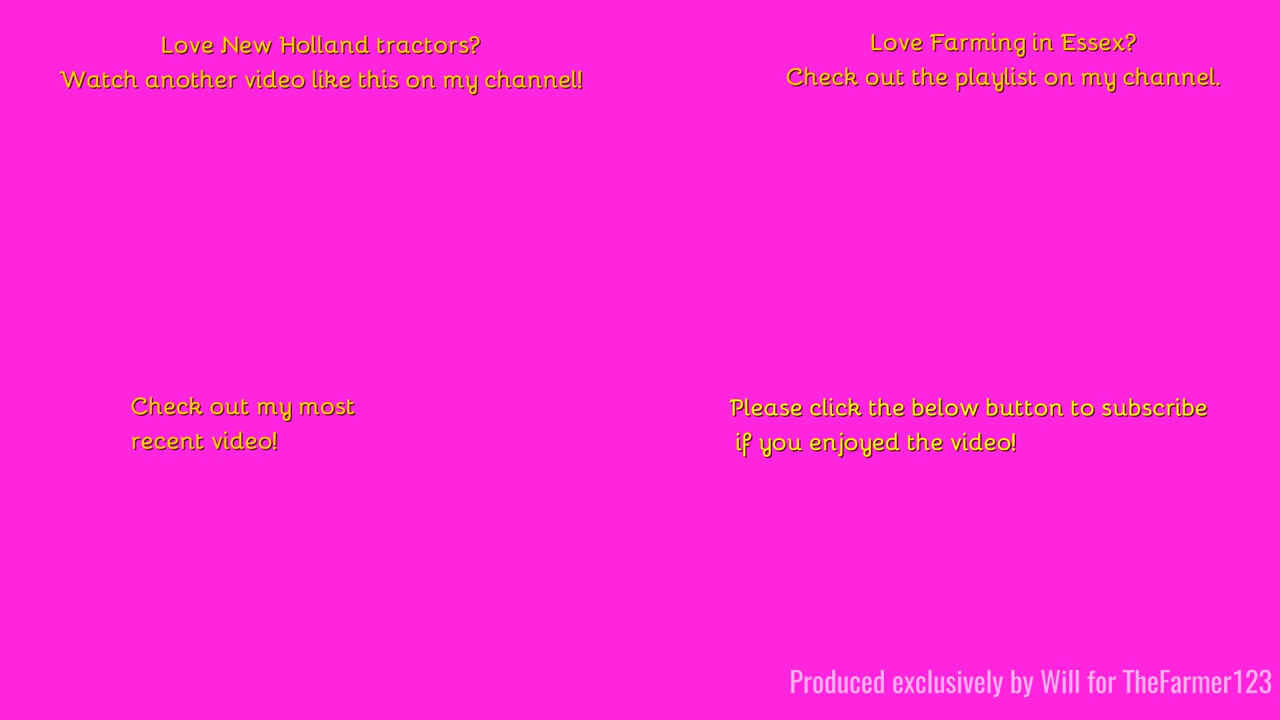 Love New Holland tractors?
Watch another video like this on my channel!
Love Farming in Essex?
Check out the playlist on my channel.
Check out my most
recent video!
Please click the below button to subscribe
if you enjoyed the video!
Produced exclusively by Will for TheFarmer123